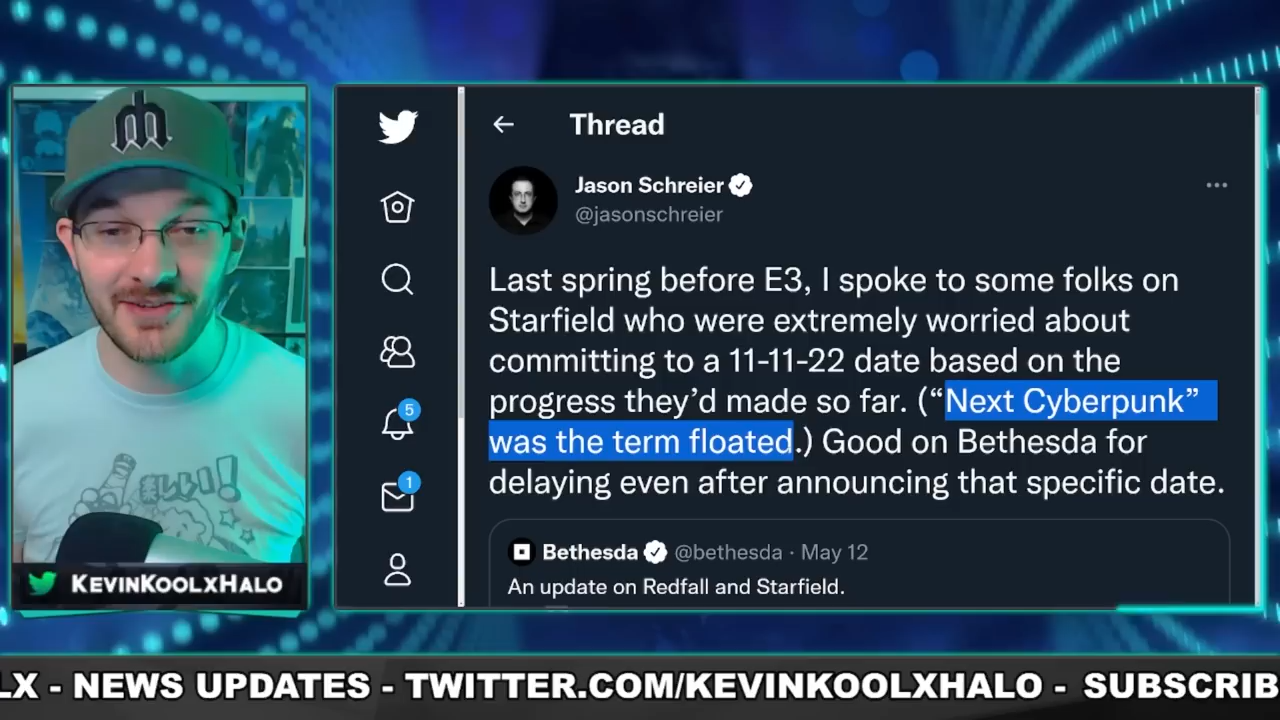 Thread
Jason Schreier
@jasonschreier
Last spring before E3, I spoke to some folks on
Starfield who were extremely worried about
committing to a 11-11-22 date based on the
progress they’d made so far. (“Next Cyberpunk”
was the term floated.) Good on Bethesda for
delaying even after announcing that specific date.
Bethesda @bethesda · May 12
An update on Redfall and Starfield.
5
1
楽しい!
KEVINKOOLXHALO
LX - NEWS UPDATES - TWITTER.COM/KEVINKOOLXHALO - SUBSCRIB